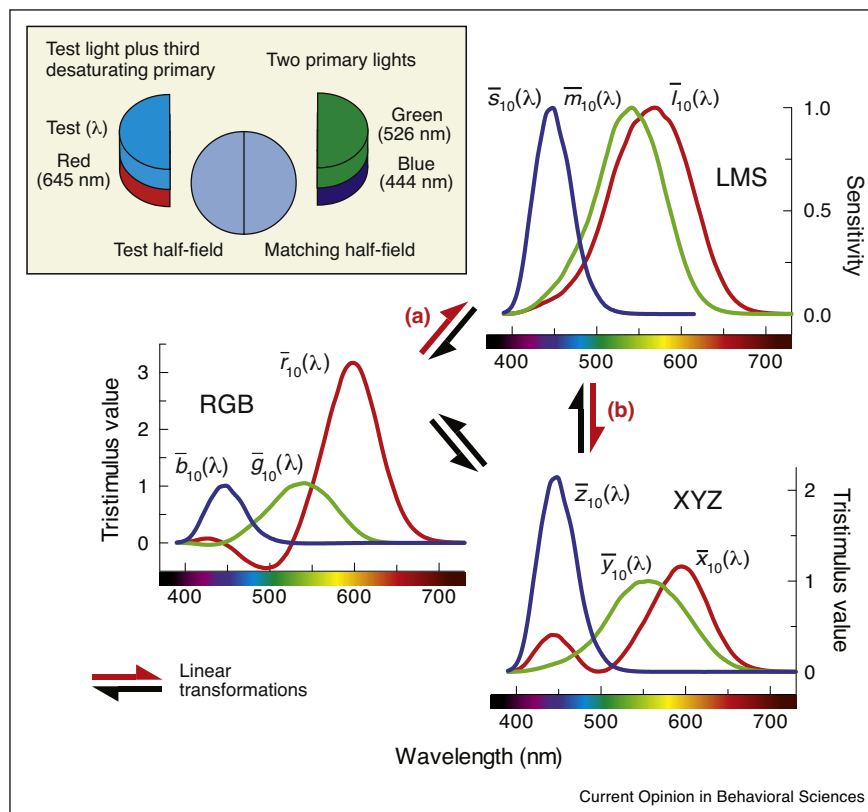 Test light plus third
desaturating primary
Two primary lights
Test (λ)
Red
(645 nm)
Green
(526 nm)
Blue
(444 nm)
Test half-field
Matching half-field
s̅10(λ)
m̅10(λ)
l̅10(λ)
LMS
1.0
0.5
0.0
Sensitivity
400 500 600 700
(a)
RGB
r̅10(λ)
b̅10(λ)
g̅10(λ)
3
2
1
0
Tristimulus value
400 500 600 700
(b)
XYZ
z̅10(λ)
y̅10(λ)
x̅10(λ)
2
1
0
Tristimulus value
400 500 600 700
Linear
transformations
Wavelength (nm)
Current Opinion in Behavioral Sciences